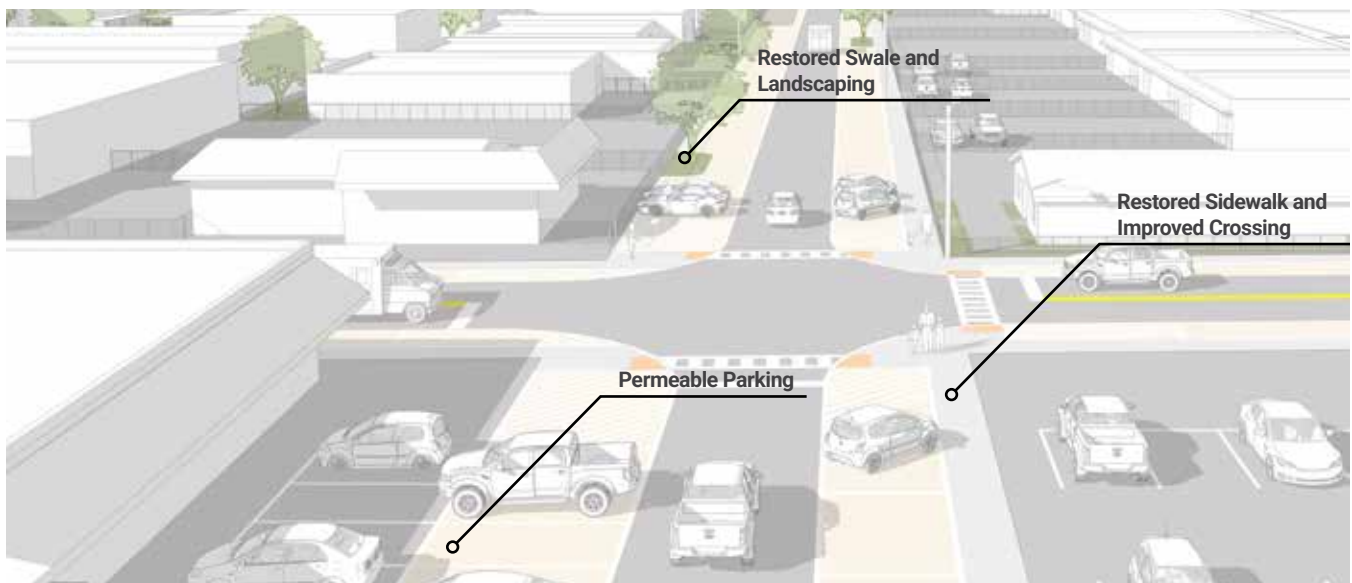 Restored Swale and
Landscaping
Restored Sidewalk and
Improved Crossing
Permeable Parking